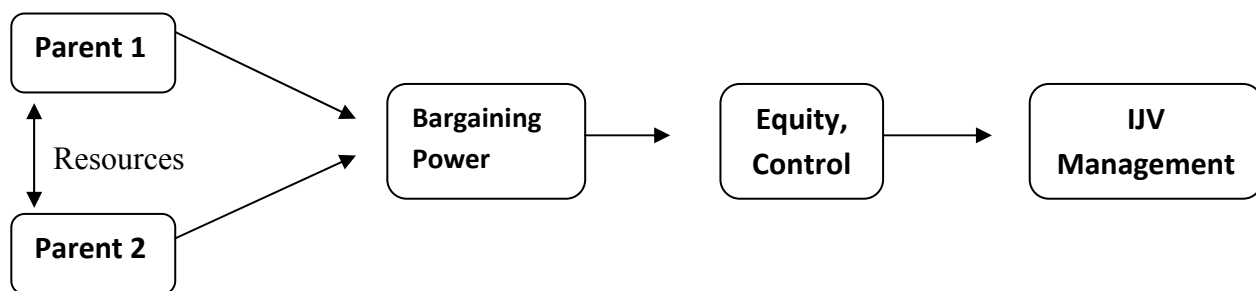 Parent 1
Resources
Parent 2
Bargaining
Power
Equity,
Control
IJV
Management